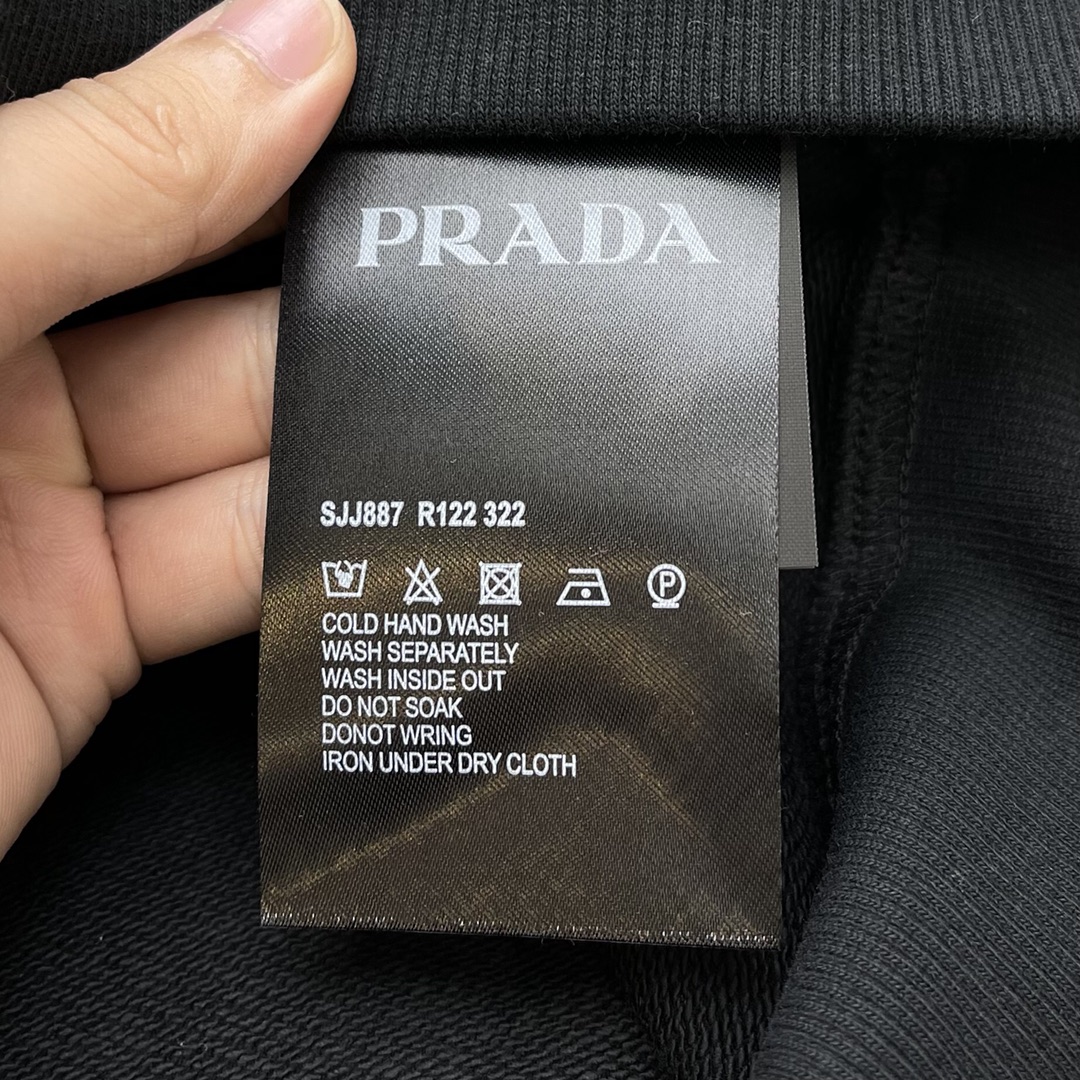 PRADA
SJJ887 R122 322
P
COLD HAND WASH
WASH SEPARATELY
WASH INSIDE OUT
DO NOT SOAK
DONOT WRING
IRON UNDER DRY CLOTH